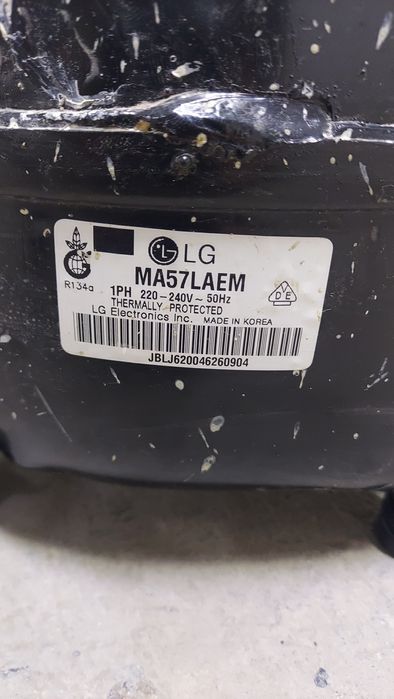 LG
MA57LAEM
R134a
1PH 220-240V~50Hz
THERMALLY PROTECTED
LG Electronics Inc. MADE IN KOREA
JBLJ620046260904
VDE